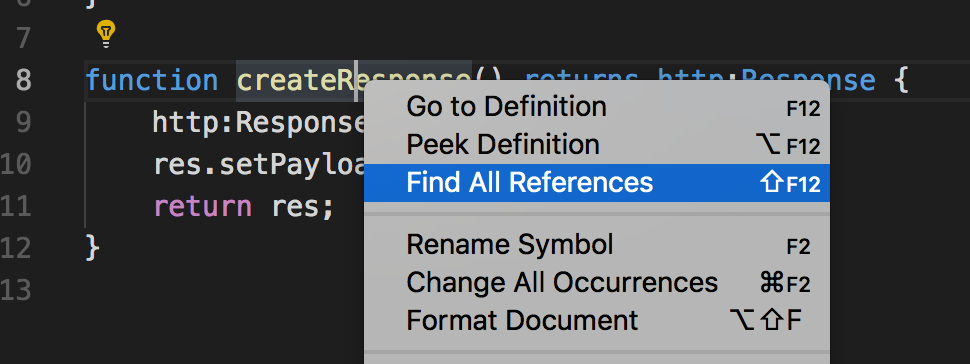 7
8 function createResponse() returns http:Response {
9 http:Response
10 res.setPayloa
11 return res;
12 }
13
Go to Definition F12
Peek Definition ⌥F12
Find All References ⇧F12
Rename Symbol F2
Change All Occurrences ⌘F2
Format Document ⌥⇧F